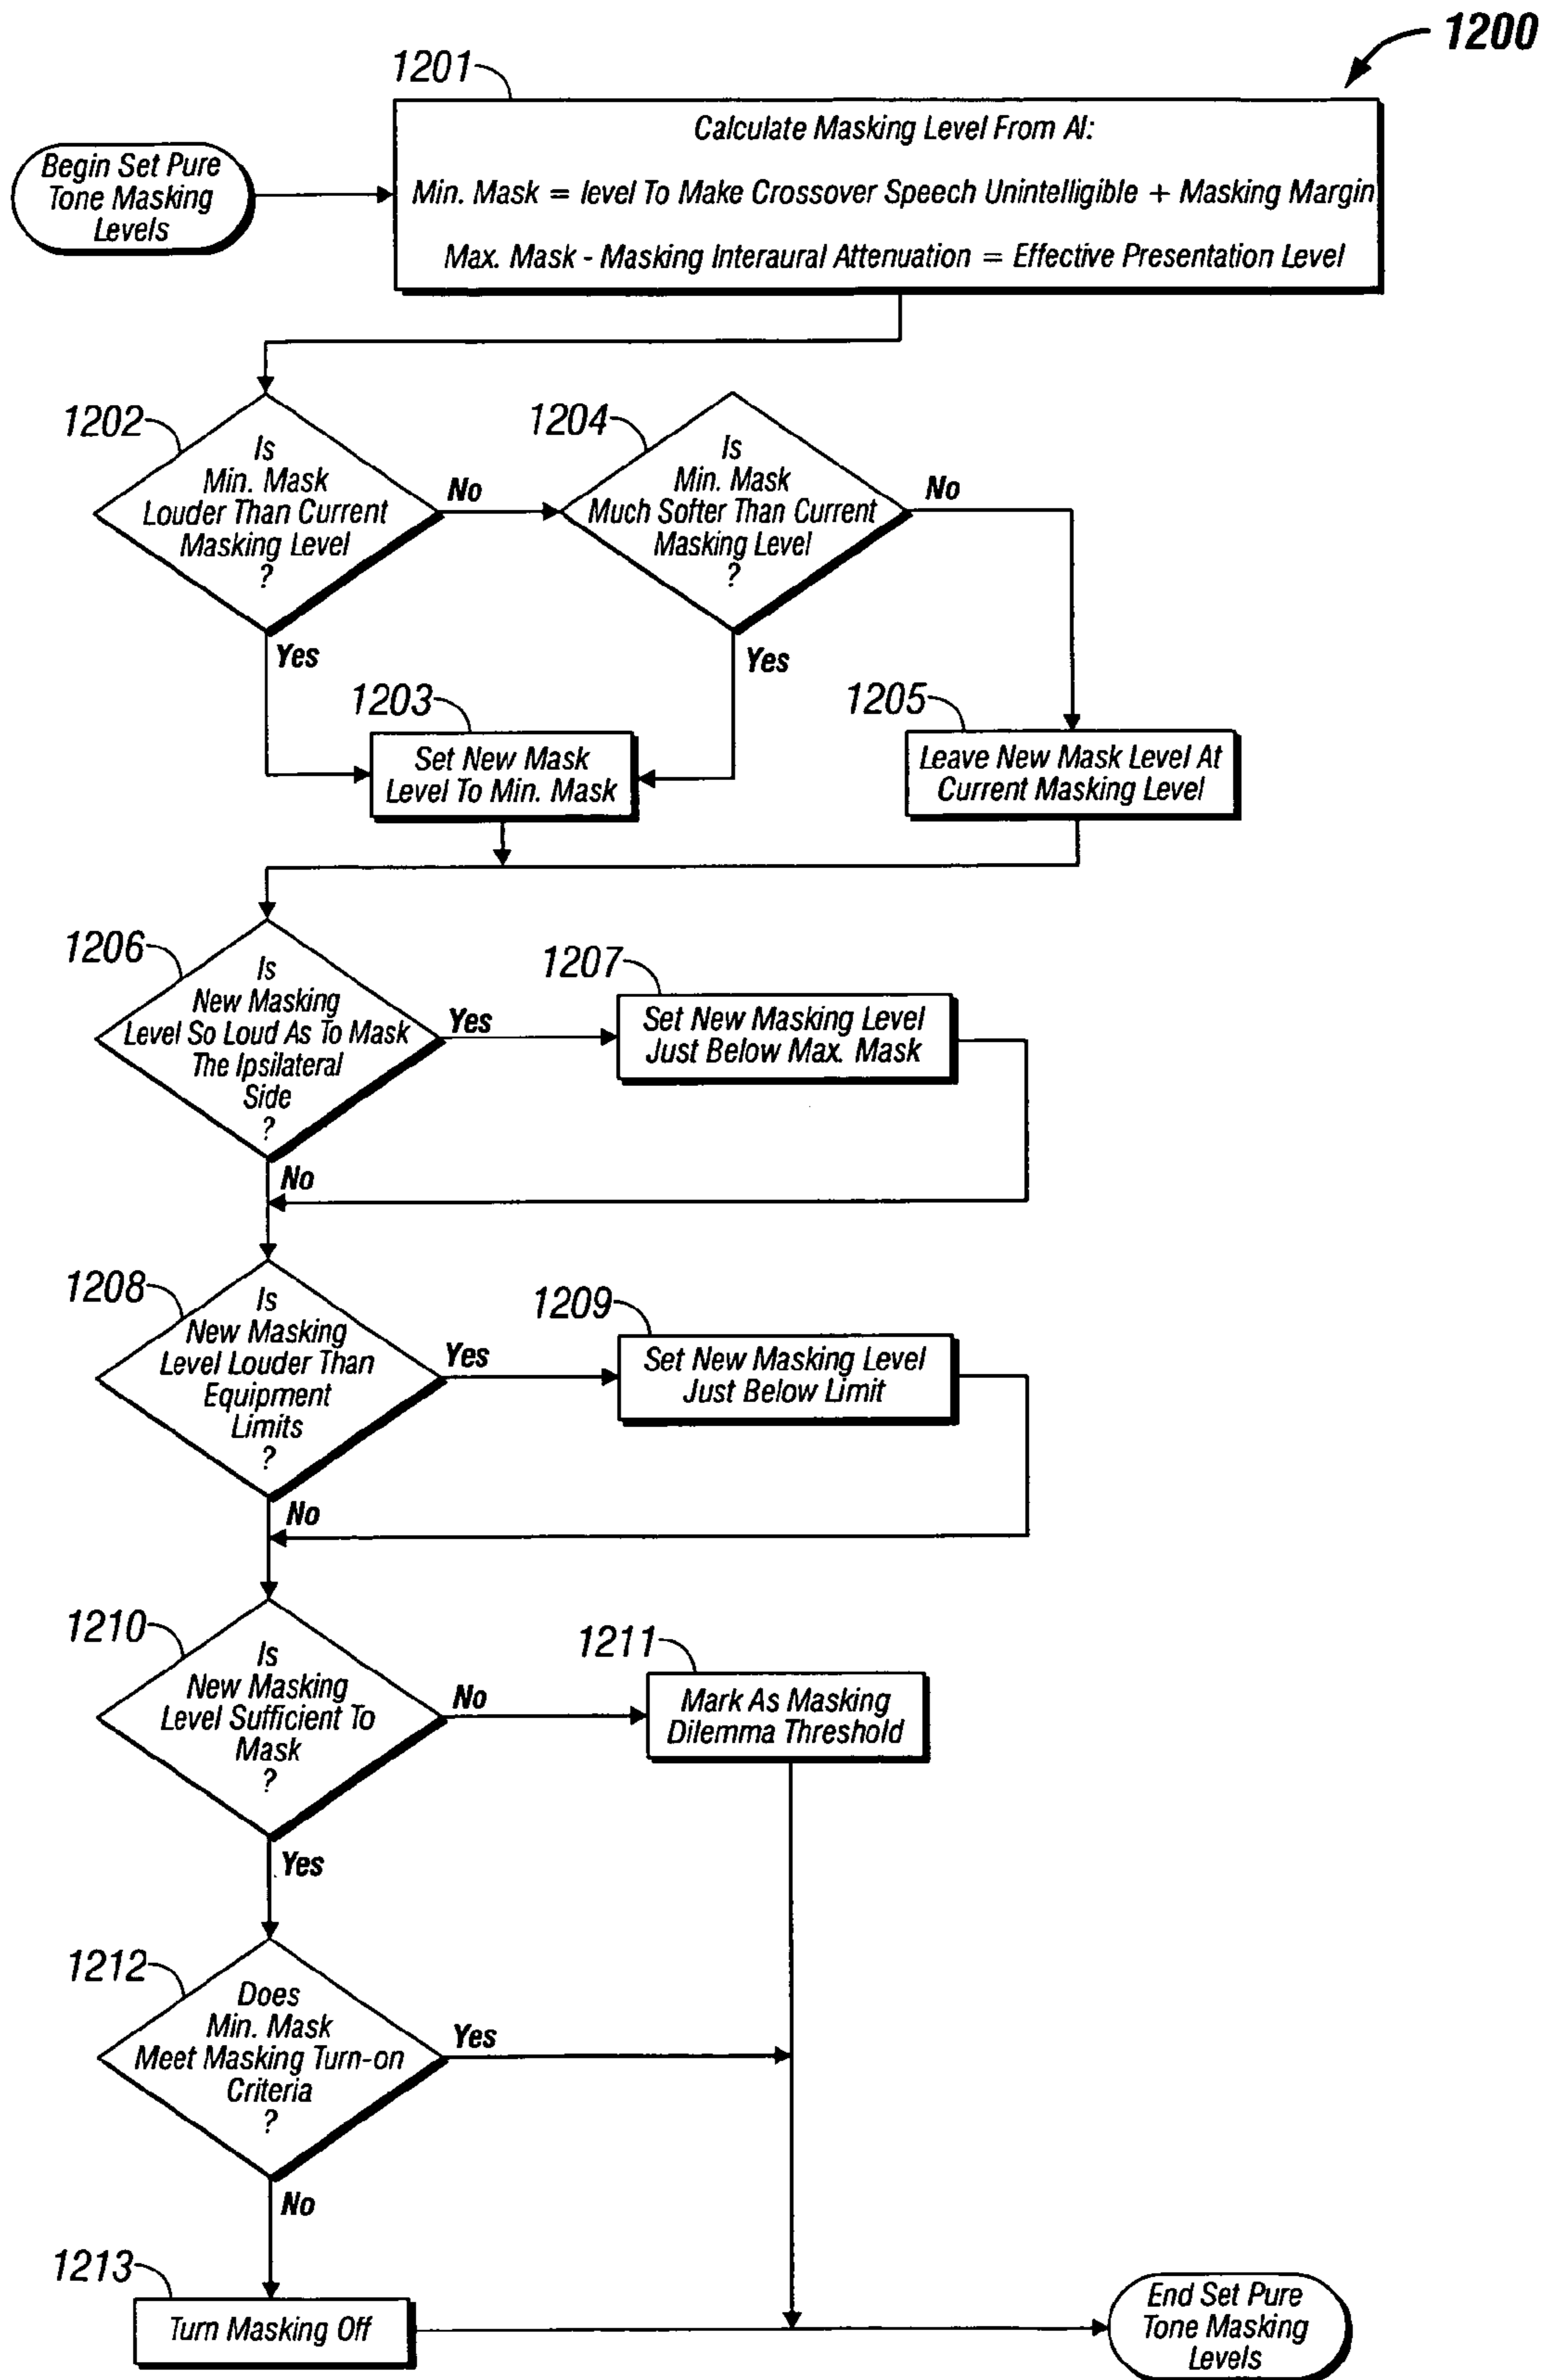 1200
1201
Calculate Masking Level From AI:
Min. Mask = level To Make Crossover Speech Unintelligible + Masking Margin
Max. Mask - Masking Interaural Attenuation = Effective Presentation Level
Begin Set Pure
Tone Masking
Levels
1202
Is
Min. Mask
Louder Than Current
Masking Level
?
No
Yes
1204
Is
Min. Mask
Much Softer Than Current
Masking Level
?
No
Yes
1203
Set New Mask
Level To Min. Mask
1205
Leave New Mask Level At
Current Masking Level
1206
Is
New Masking
Level So Loud As To Mask
The Ipsilateral
Side
?
Yes
No
1207
Set New Masking Level
Just Below Max. Mask
1208
Is
New Masking
Level Louder Than
Equipment
Limits
?
Yes
No
1209
Set New Masking Level
Just Below Limit
1210
Is
New Masking
Level Sufficient To
Mask
?
No
Yes
1211
Mark As Masking
Dilemma Threshold
1212
Does
Min. Mask
Meet Masking Turn-on
Criteria
?
Yes
No
1213
Turn Masking Off
End Set Pure
Tone Masking
Levels